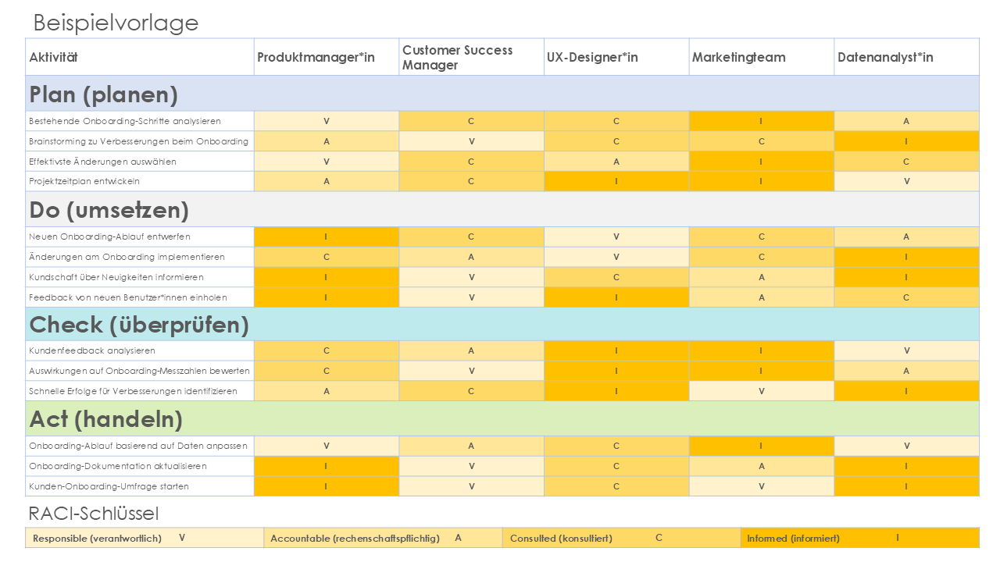 Beispielvorlage
Aktivität Produktmanager*in Customer Success Manager UX-Designer*in Marketingteam Datenanalyst*in
Plan (planen)
Bestehende Onboarding-Schritte analysieren V C C I A
Brainstorming zu Verbesserungen beim Onboarding A V C C I
Effektivste Änderungen auswählen V C A I C
Projektzeitplan entwickeln A C I I V
Do (umsetzen)
Neuen Onboarding-Ablauf entwerfen I C V C A
Änderungen am Onboarding implementieren C A V C I
Kundschaft über Neuigkeiten informieren I V C A I
Feedback von neuen Benutzer*innen einholen I V I A C
Check (überprüfen)
Kundenfeedback analysieren C A I I V
Auswirkungen auf Onboarding-Messzahlen bewerten C V I I A
Schnelle Erfolge für Verbesserungen identifizieren A C I V I
Act (handeln)
Onboarding-Ablauf basierend auf Daten anpassen V A C I V
Onboarding-Dokumentation aktualisieren I V C A I
Kunden-Onboarding-Umfrage starten I V C V I
RACI-Schlüssel
Responsible (verantwortlich) V Accountable (rechenschaftspflichtig) A Consulted (konsultiert) C Informed (informiert) I